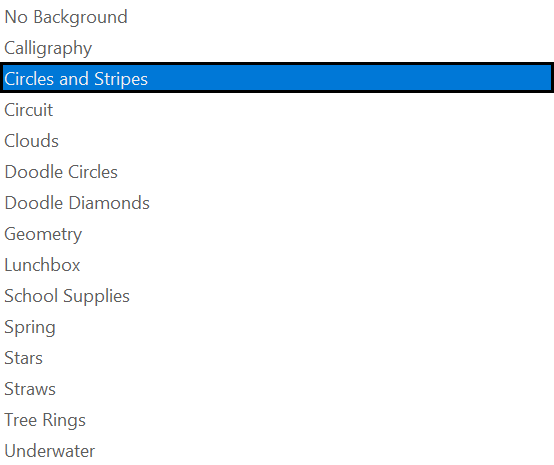 No Background
Calligraphy
Circles and Stripes
Circuit
Clouds
Doodle Circles
Doodle Diamonds
Geometry
Lunchbox
School Supplies
Spring
Stars
Straws
Tree Rings
Underwater